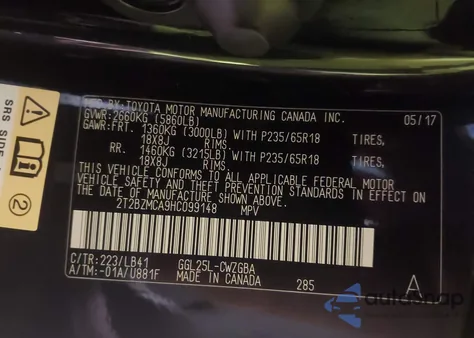 MFD BY: TOYOTA MOTOR MANUFACTURING CANADA INC.
GVWR: 2660KG (5860LB) 05/17
GAWR: FRT. 1360KG (3000LB) WITH P235/65R18 TIRES,
18X8J RIMS
RR. 1460KG (3215LB) WITH P235/65R18 TIRES,
18X8J RIMS
THIS VEHICLE CONFORMS TO ALL APPLICABLE FEDERAL MOTOR
VEHICLE SAFETY AND THEFT PREVENTION STANDARDS IN EFFECT
ON THE DATE OF MANUFACTURE SHOWN ABOVE.
2T2BZMCA9HC099148 MPV
C/TR: 223/LB41 GGL25L-CWZGBA
A/TM: -01A/U881F MADE IN CANADA 285 A
SRS SIDE
2
autosnap